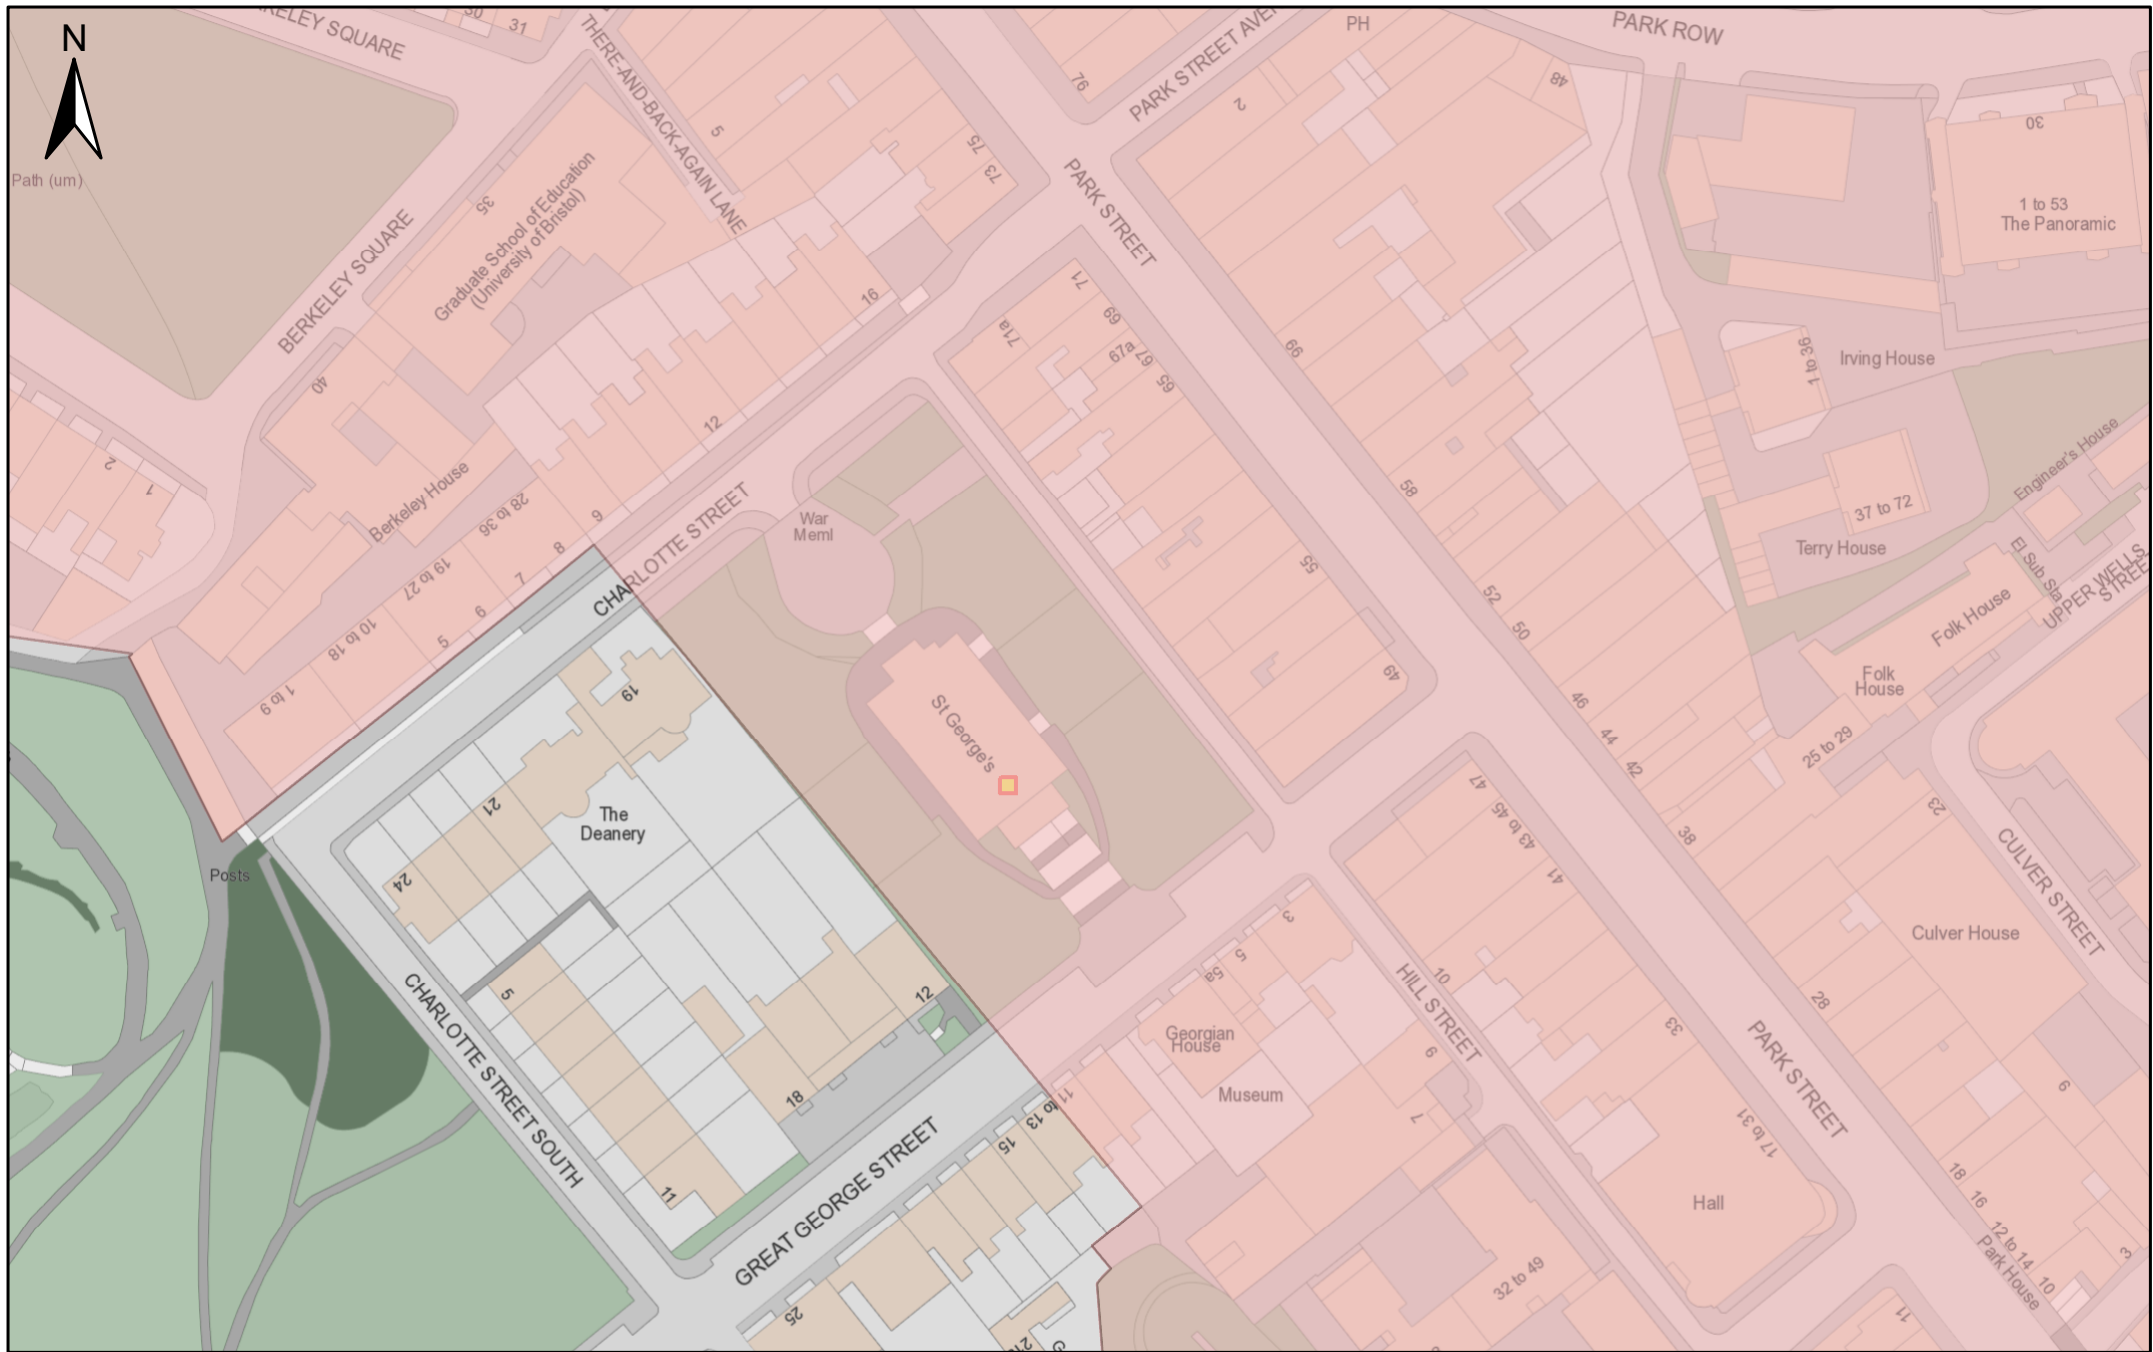 N
KELEY SQUARE
30
31
THERE-AND-BACK-AGAIN LANE
76
PARK STREET AVE
PH
48
PARK ROW
2
5
75
73
30
1 to 53
The Panoramic
Path (um)
BERKELEY SQUARE
35
Graduate School of Education
(University of Bristol)
PARK STREET
16
71
71a
69
67a
67
65
66
1 to 36
Irving House
40
12
2
1
Berkeley House
28 to 36
9
CHARLOTTE STREET
War
Meml
58
Engineer's House
37 to 72
Terry House
El Sub Sta
UPPER WELLS
STREE
8
7
6
5
19 to 27
10 to 18
1 to 9
CHARLOTTE STREET
55
52
50
49
Folk House
Folk
House
19
St George's
46
44
42
25 to 29
21
The
Deanery
47
43 to 45
41
38
23
CULVER STREET
24
Posts
3
5
5a
10
Culver House
CHARLOTTE STREET SOUTH
5
12
HILL STREET
28
Georgian
House
Museum
33
PARK STREET
6
9
7
18
11
13
to
15
17 to 31
11
GREAT GEORGE STREET
Hall
18
16
12 to 14
Park House
10
3
32 to 49
25
11